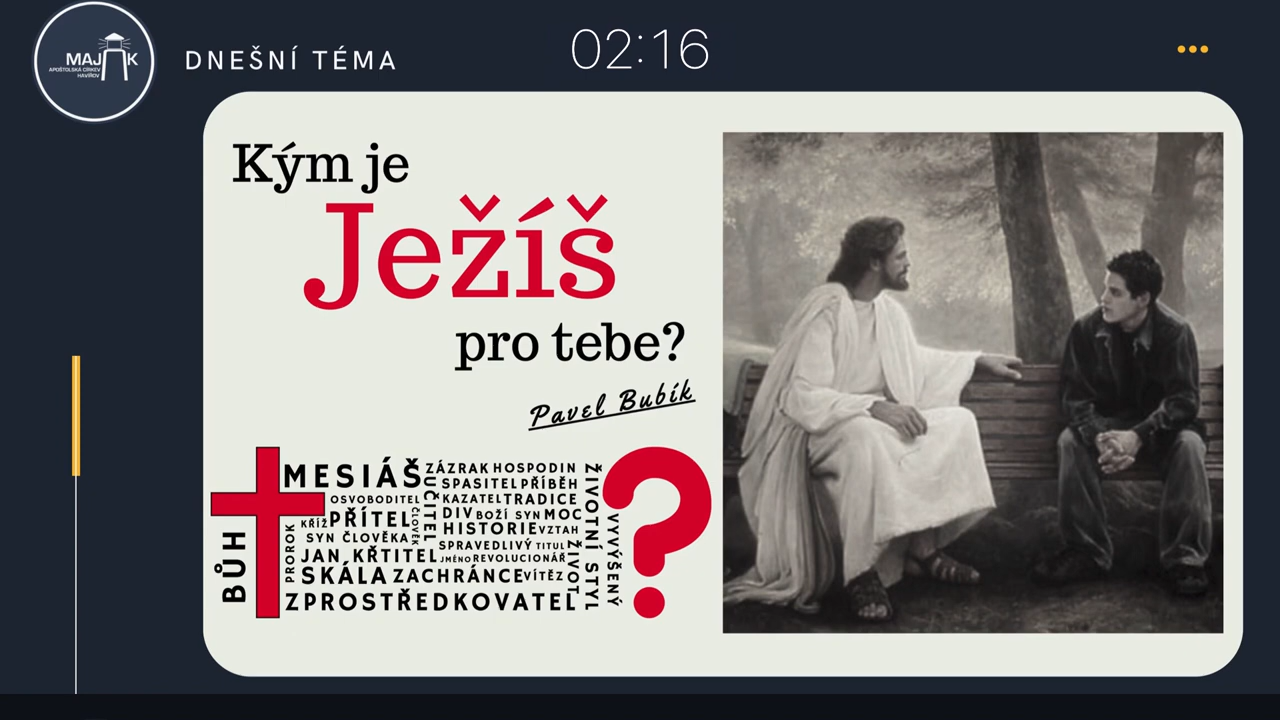 MAJÁK
APOŠTOLSKÁ CÍRKEV
HAVÍŘOV
DNEŠNÍ TÉMA
02:16
Kým je
Ježíš
pro tebe?
Pavel Bubík
BŮH
MESIÁŠ
ZÁZRAK HOSPODIN
SPASITEL PŘÍBĚH
OSVOBODITEL
UČITEL
KAZATEL TRADICE
KŘÍŽ PŘÍTEL
ČLOVĚK
DIV BOŽÍ SYN MOC
SYN ČLOVĚKA
HISTORIE VZTAH
PROROK
JAN KŘTITEL
SPRAVEDLIVÝ TITUL
JMÉNO REVOLUCIONÁŘ
SKÁLA ZACHRÁNCE VÍTĚZ
ZPROSTŘEDKOVATEL
ŽIVOT
ŽIVOTNÍ STYL
VYVÝŠENÝ
?